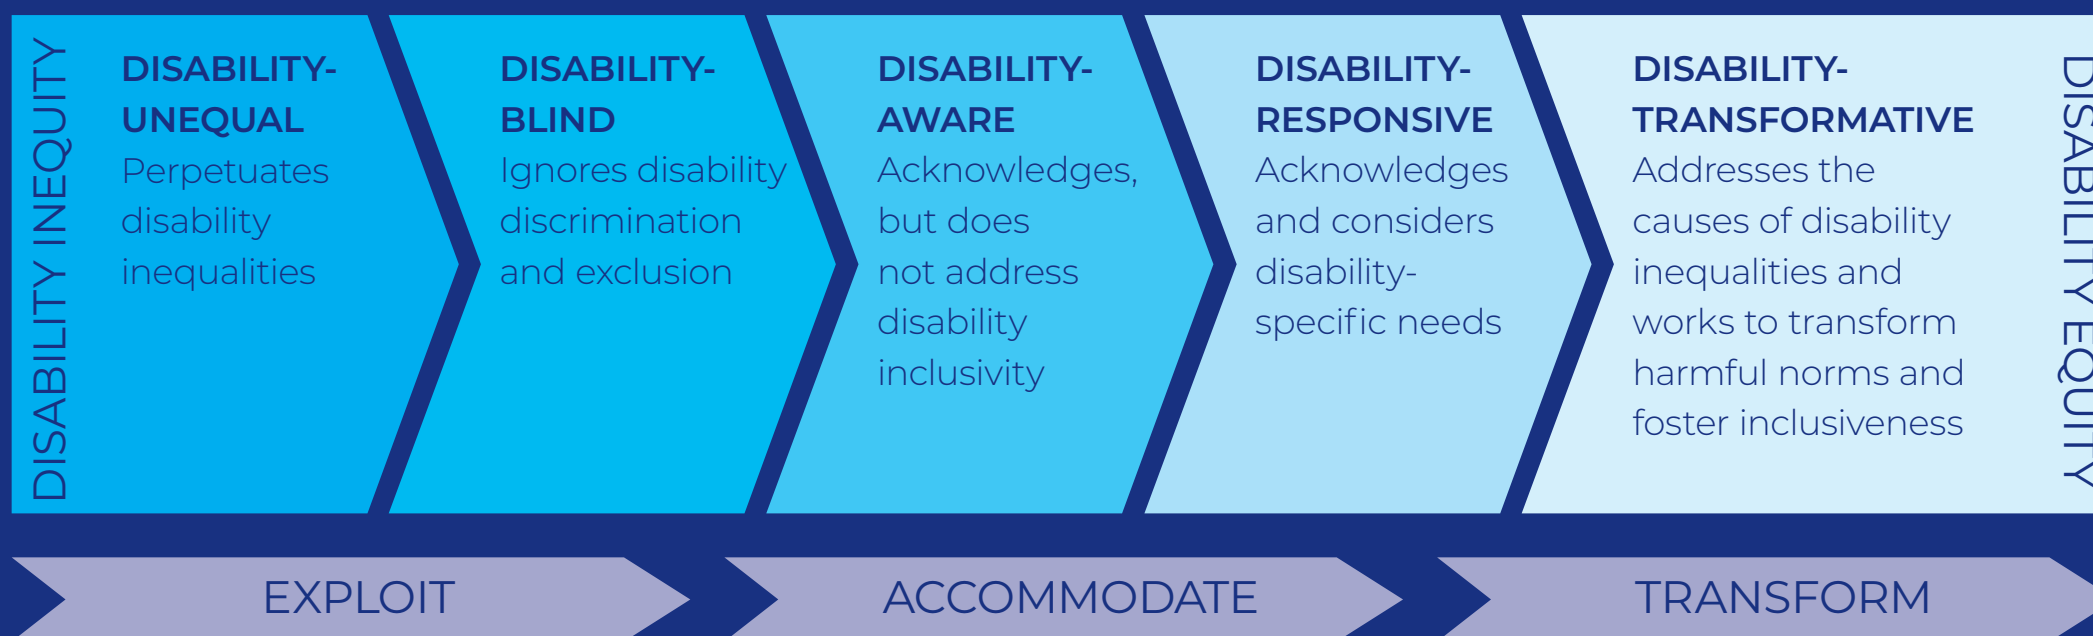 DISABILITY INEQUITY
DISABILITY-
UNEQUAL
Perpetuates
disability
inequalities
DISABILITY-
BLIND
Ignores disability
discrimination
and exclusion
DISABILITY-
AWARE
Acknowledges,
but does
not address
disability
inclusivity
DISABILITY-
RESPONSIVE
Acknowledges
and considers
disability-
specific needs
DISABILITY-
TRANSFORMATIVE
Addresses the
causes of disability
inequalities and
works to transform
harmful norms and
foster inclusiveness
DISABILITY EQUITY
EXPLOIT
ACCOMMODATE
TRANSFORM